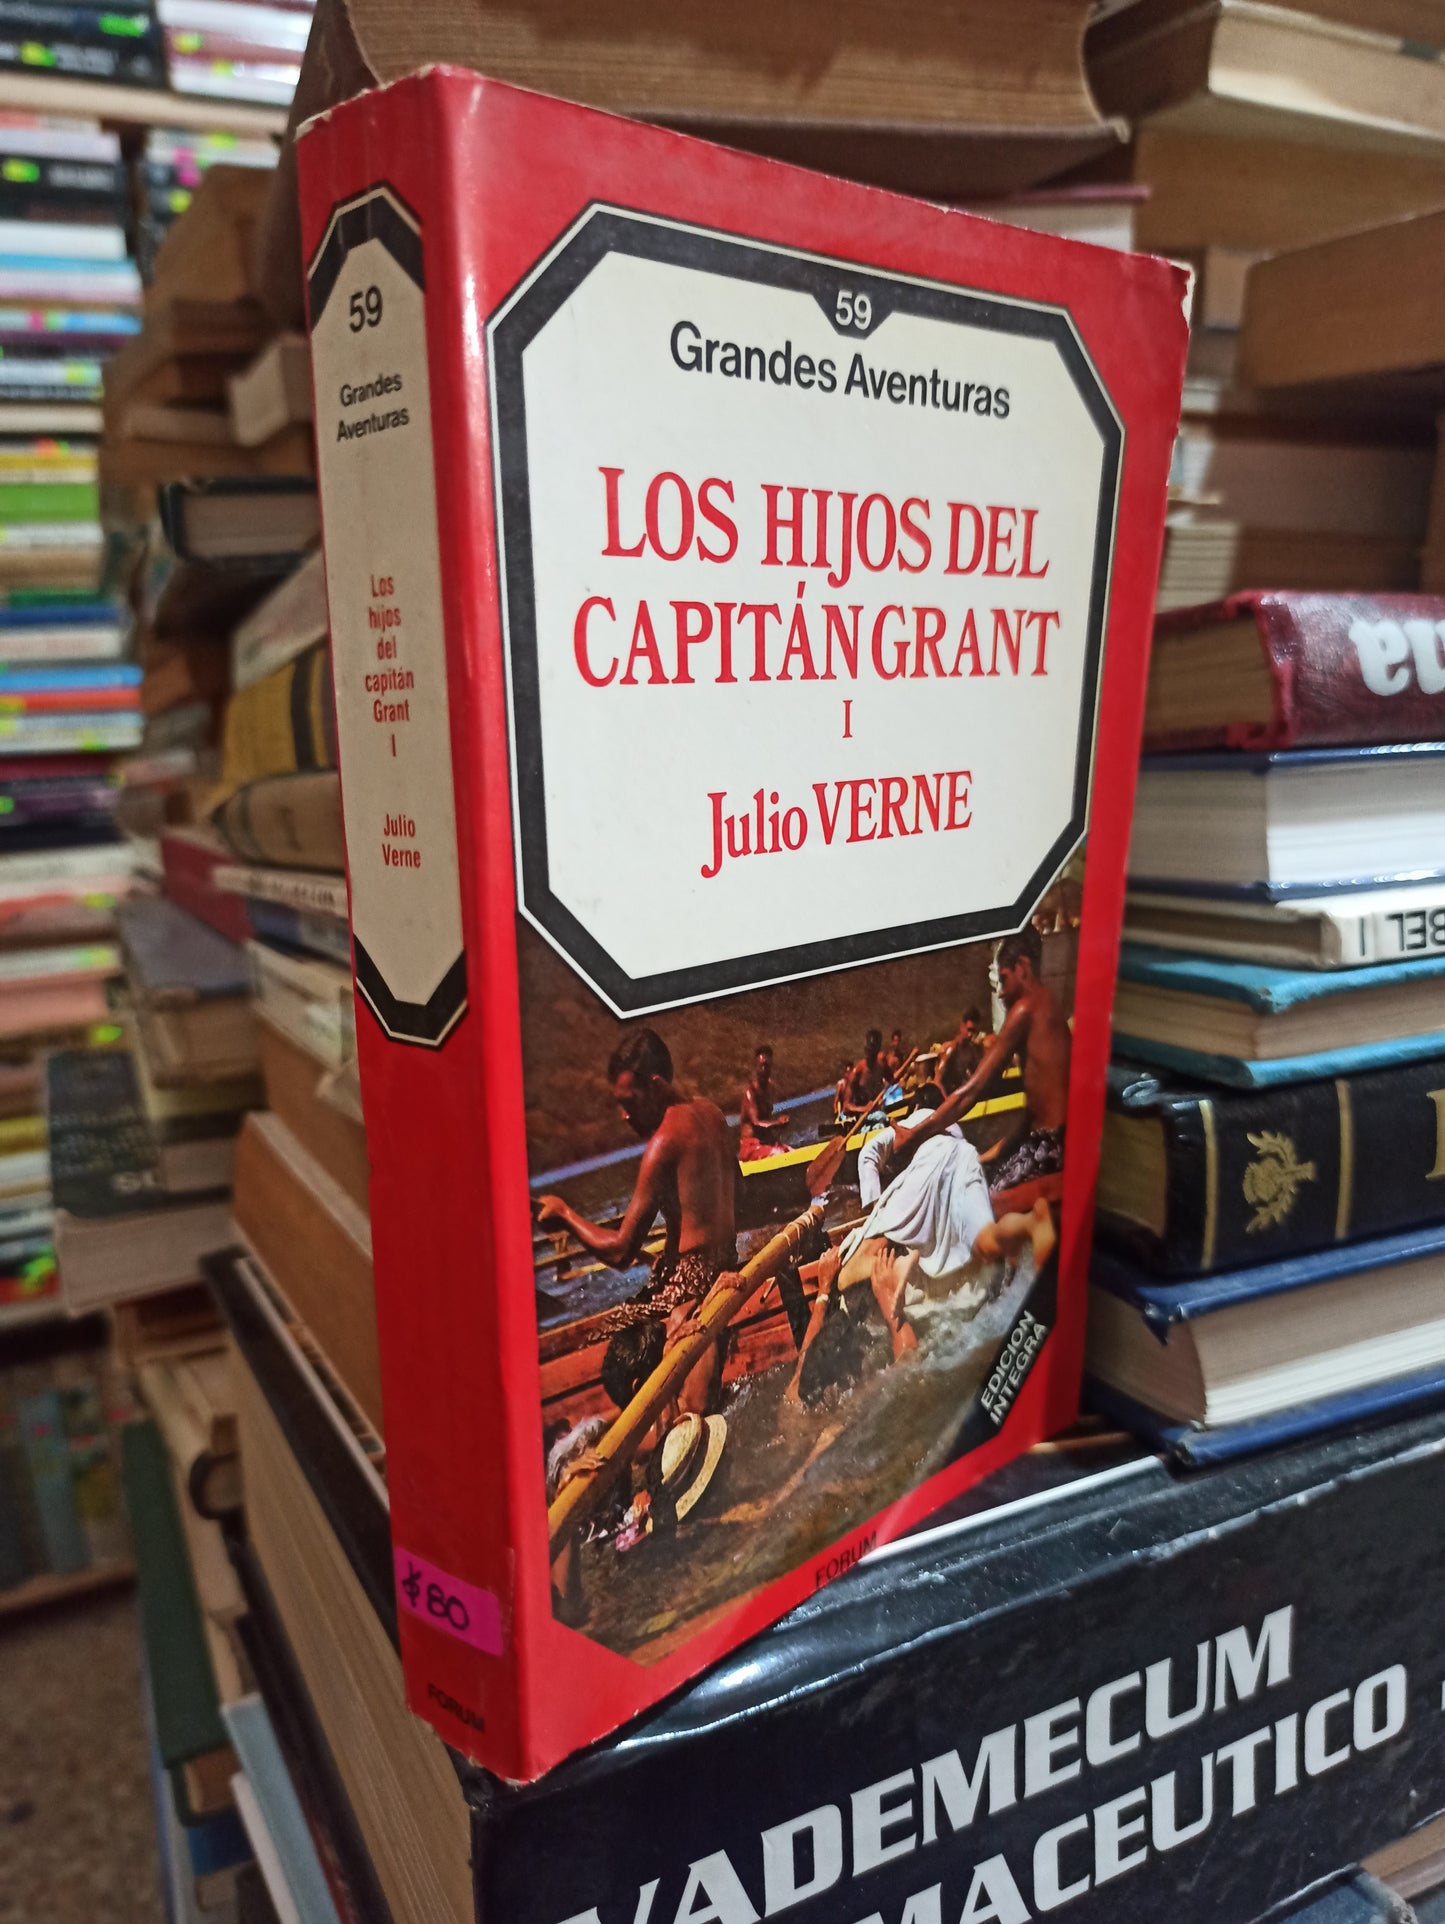 59
Grandes
Aventuras
Los
hijos
del
capitán
Grant
I
Julio
Verne
$80
FORUM
59
Grandes Aventuras
LOS HIJOS DEL
CAPITÁN GRANT
I
Julio VERNE
EDICION
INTEGRA
FORUM
VADEMECUM
MACEUTICO